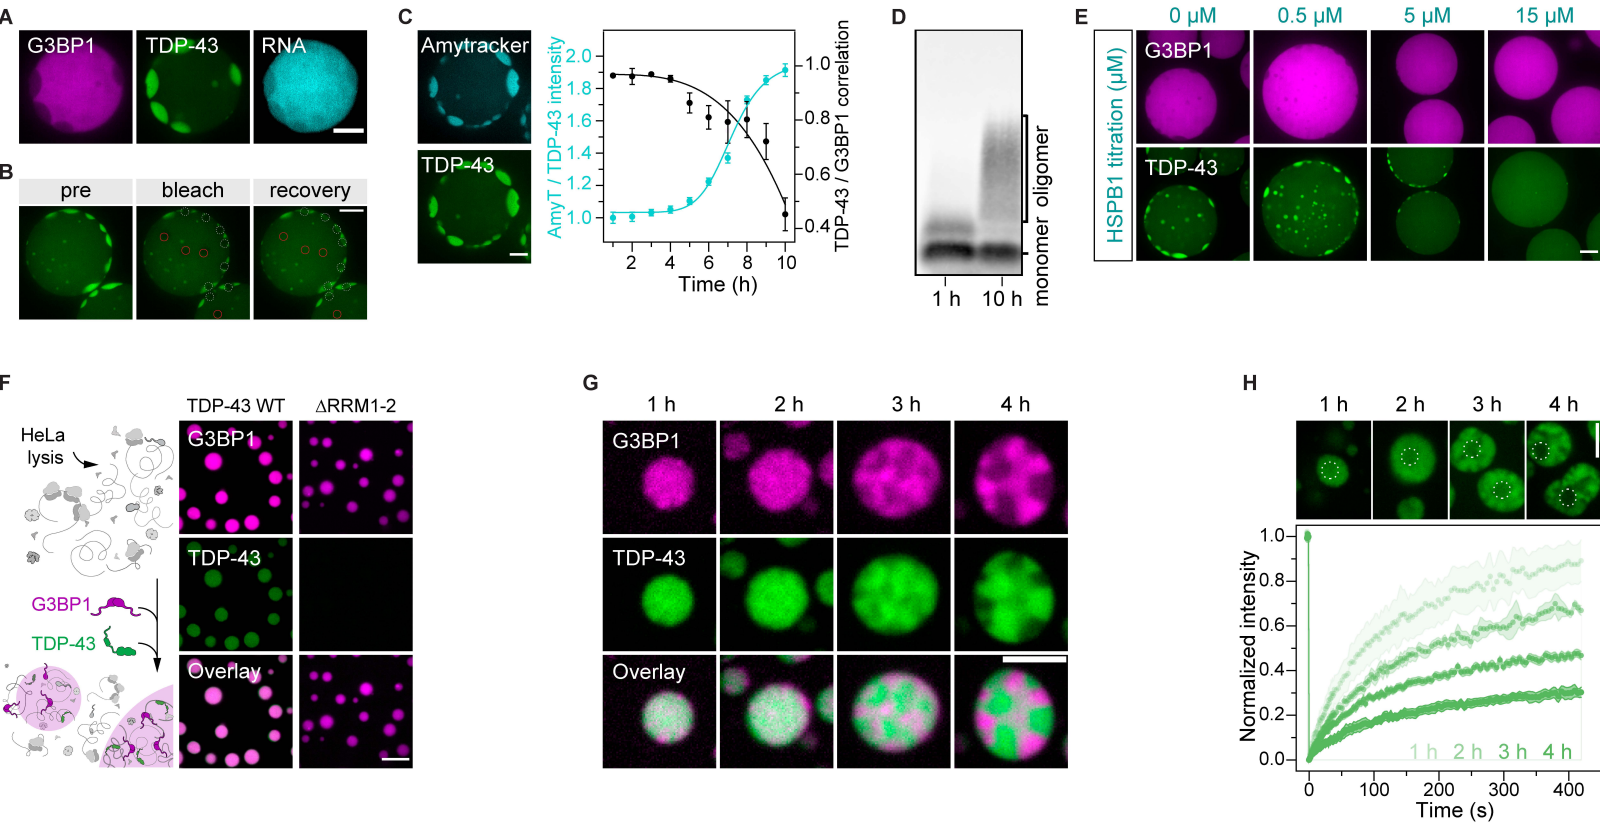 A
G3BP1
TDP-43
RNA
B
pre
bleach
recovery
C
Amytracker
TDP-43
AmyT / TDP-43 intensity
2.0
1.8
1.6
1.4
1.2
1.0
1.0
0.8
0.6
0.4
TDP-43 / G3BP1 correlation
2 4 6 8 10
Time (h)
D
monomer
oligomer
1 h 10 h
E
0 µM 0.5 µM 5 µM 15 µM
HSPB1 titration (µM)
G3BP1
TDP-43
F
HeLa
lysis
G3BP1
TDP-43
TDP-43 WT
ΔRRM1-2
G3BP1
TDP-43
Overlay
G
1 h 2 h 3 h 4 h
G3BP1
TDP-43
Overlay
H
1 h 2 h 3 h 4 h
Normalized intensity
1.0
0.8
0.6
0.4
0.2
0.0
1 h 2 h 3 h 4 h
0 100 200 300 400
Time (s)